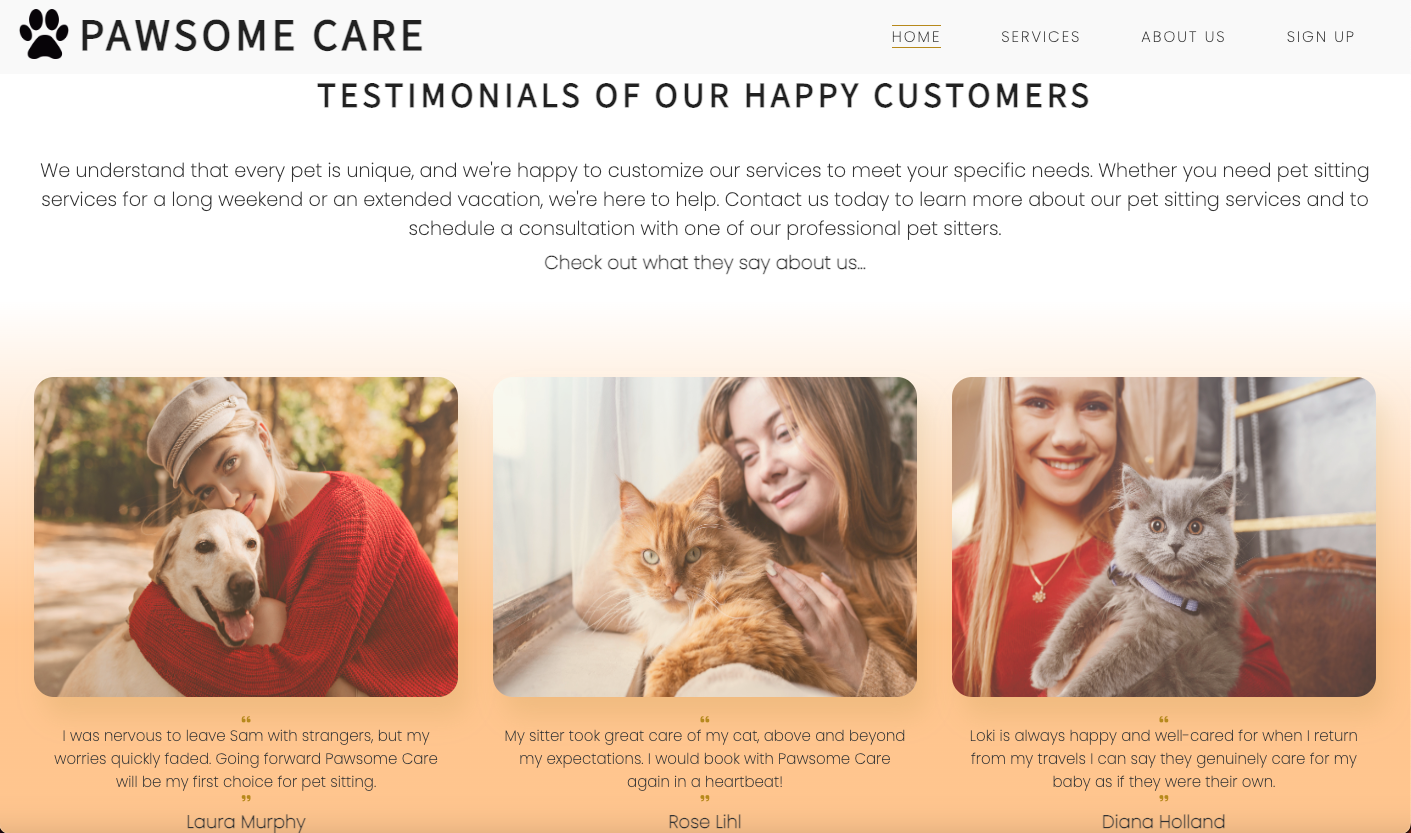 PAWSOME CARE
HOME SERVICES ABOUT US SIGN UP
TESTIMONIALS OF OUR HAPPY CUSTOMERS
We understand that every pet is unique, and we're happy to customize our services to meet your specific needs. Whether you need pet sitting
services for a long weekend or an extended vacation, we're here to help. Contact us today to learn more about our pet sitting services and to
schedule a consultation with one of our professional pet sitters.
Check out what they say about us...
“
I was nervous to leave Sam with strangers, but my
worries quickly faded. Going forward Pawsome Care
will be my first choice for pet sitting.
”
Laura Murphy
“
My sitter took great care of my cat, above and beyond
my expectations. I would book with Pawsome Care
again in a heartbeat!
”
Rose Lihl
“
Loki is always happy and well-cared for when I return
from my travels I can say they genuinely care for my
baby as if they were their own.
”
Diana Holland